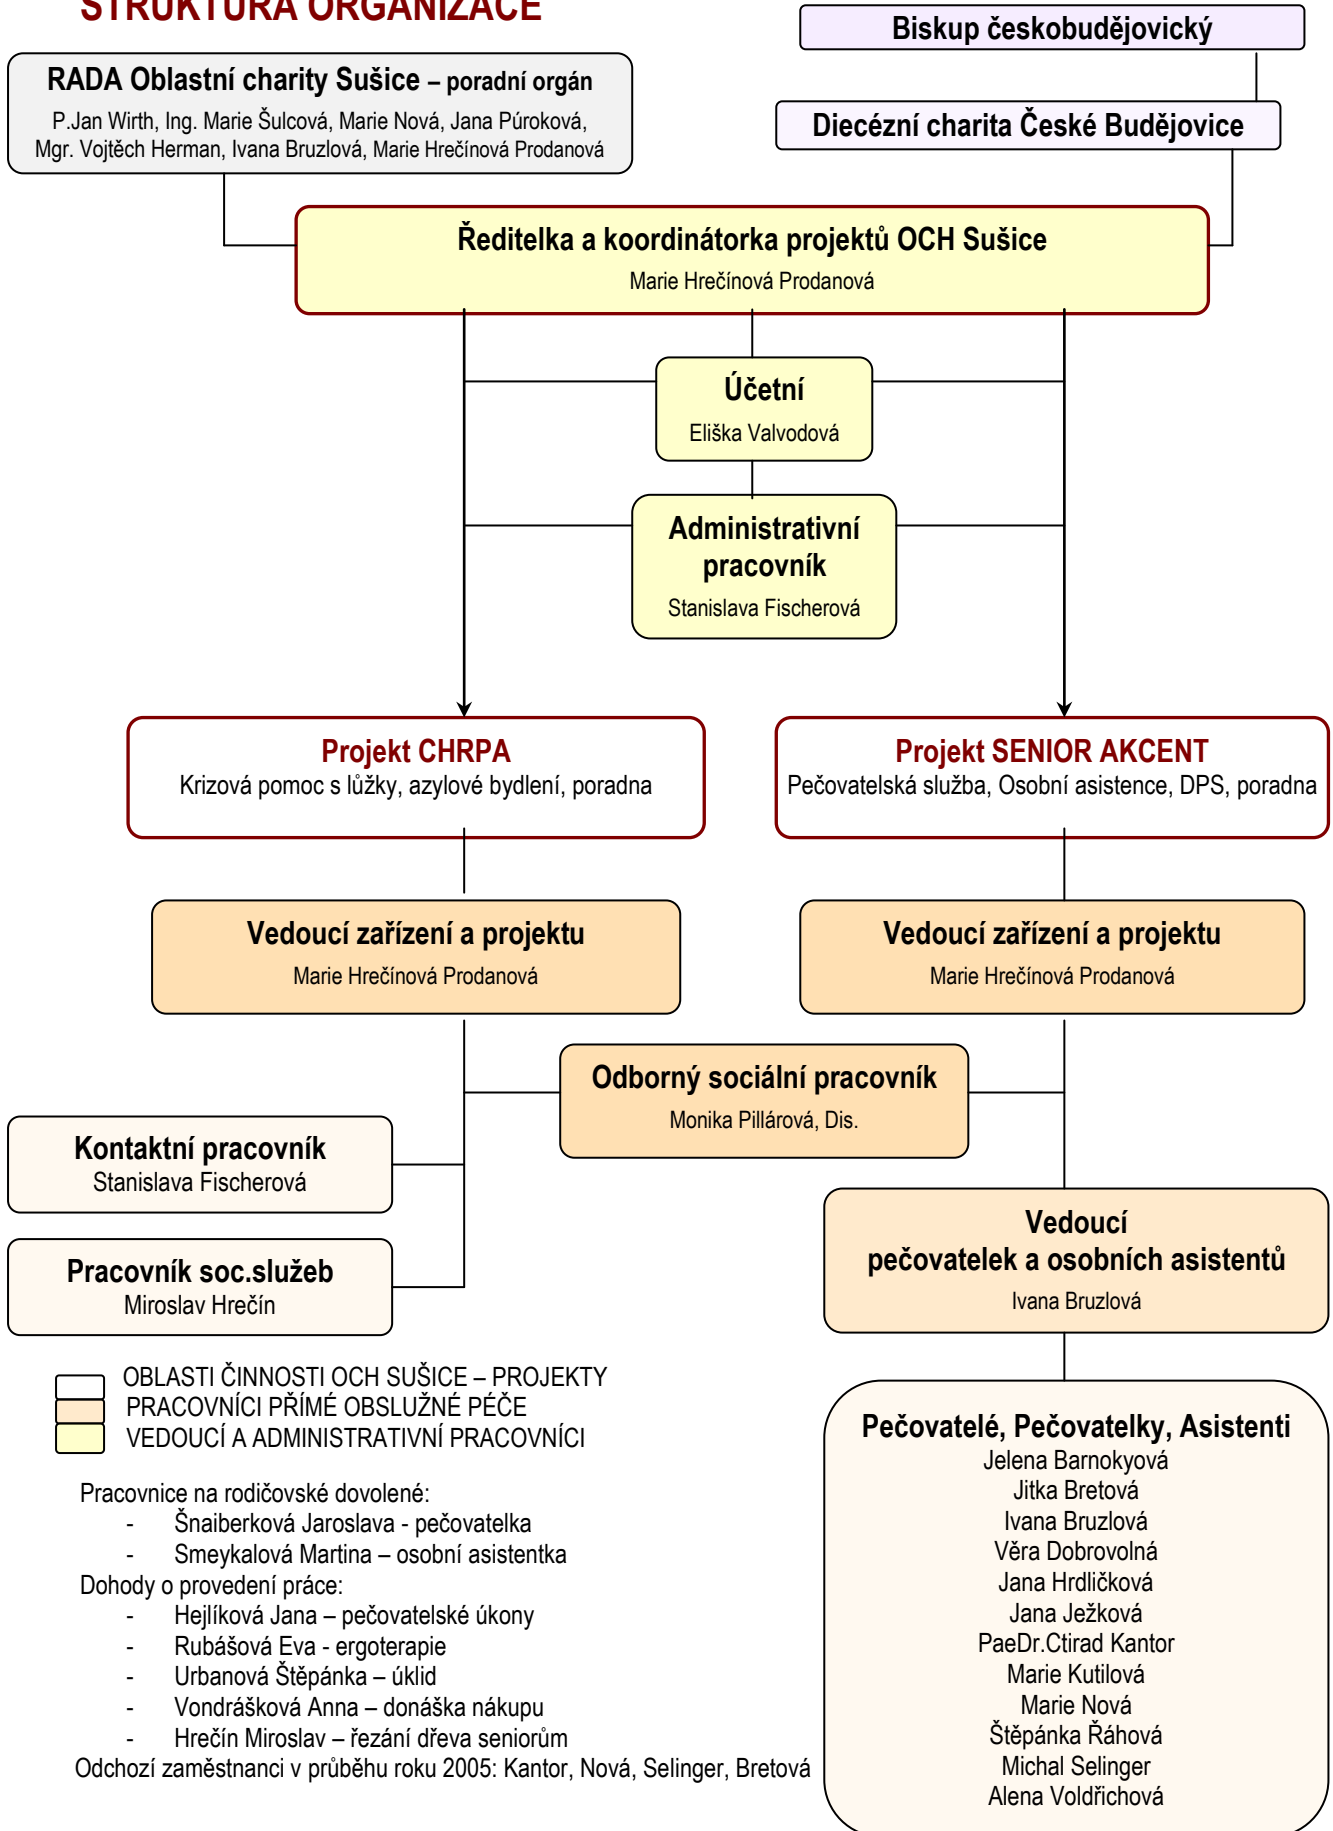 STRUKTURA ORGANIZACE
Biskup českobudějovický
RADA Oblastní charity Sušice – poradní orgán
P.Jan Wirth, Ing. Marie Šulcová, Marie Nová, Jana Púroková,
Mgr. Vojtěch Herman, Ivana Bruzlová, Marie Hrečínová Prodanová
Diecézní charita České Budějovice
Ředitelka a koordinátorka projektů OCH Sušice
Marie Hrečínová Prodanová
Účetní
Eliška Valvodová
Administrativní
pracovník
Stanislava Fischerová
Projekt CHRPA
Krizová pomoc s lůžky, azylové bydlení, poradna
Projekt SENIOR AKCENT
Pečovatelská služba, Osobní asistence, DPS, poradna
Vedoucí zařízení a projektu
Marie Hrečínová Prodanová
Vedoucí zařízení a projektu
Marie Hrečínová Prodanová
Odborný sociální pracovník
Monika Pillárová, Dis.
Kontaktní pracovník
Stanislava Fischerová
Pracovník soc.služeb
Miroslav Hrečín
Vedoucí
pečovatelek a osobních asistentů
Ivana Bruzlová
OBLASTI ČINNOSTI OCH SUŠICE – PROJEKTY
PRACOVNÍCI PŘÍMÉ OBSLUŽNÉ PÉČE
VEDOUCÍ A ADMINISTRATIVNÍ PRACOVNÍCI
Pracovnice na rodičovské dovolené:
- Šnaiberková Jaroslava - pečovatelka
- Smeykalová Martina – osobní asistentka
Dohody o provedení práce:
- Hejlíková Jana – pečovatelské úkony
- Rubášová Eva - ergoterapie
- Urbanová Štěpánka – úklid
- Vondrášková Anna – donáška nákupu
- Hrečín Miroslav – řezání dřeva seniorům
Odchozí zaměstnanci v průběhu roku 2005: Kantor, Nová, Selinger, Bretová
Pečovatelé, Pečovatelky, Asistenti
Jelena Barnokyová
Jitka Bretová
Ivana Bruzlová
Věra Dobrovolná
Jana Hrdličková
Jana Ježková
PaeDr.Ctirad Kantor
Marie Kutilová
Marie Nová
Štěpánka Řáhová
Michal Selinger
Alena Voldřichová